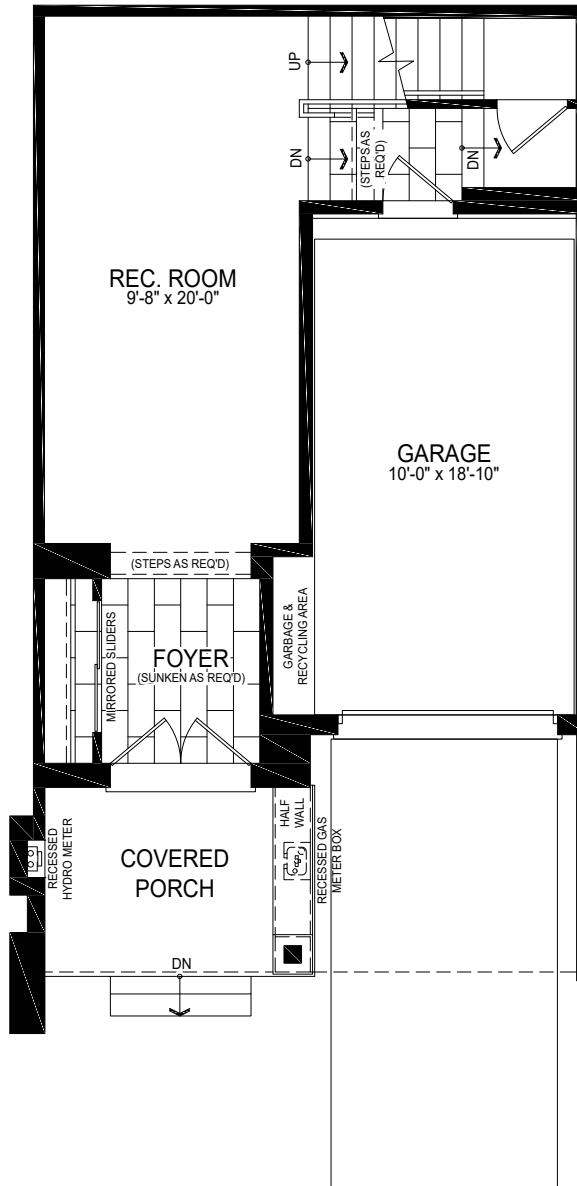 UP
DN
(STEPS AS
REQ'D)
DN
REC. ROOM
9'-8" x 20'-0"
GARAGE
10'-0" x 18'-10"
(STEPS AS REQ'D)
GARBAGE &
RECYCLING AREA
MIRRORED SLIDERS
FOYER
(SUNKEN AS REQ'D)
RECESSED
HYDRO METER
COVERED
PORCH
HALF
WALL
RECESSED GAS
METER BOX
DN